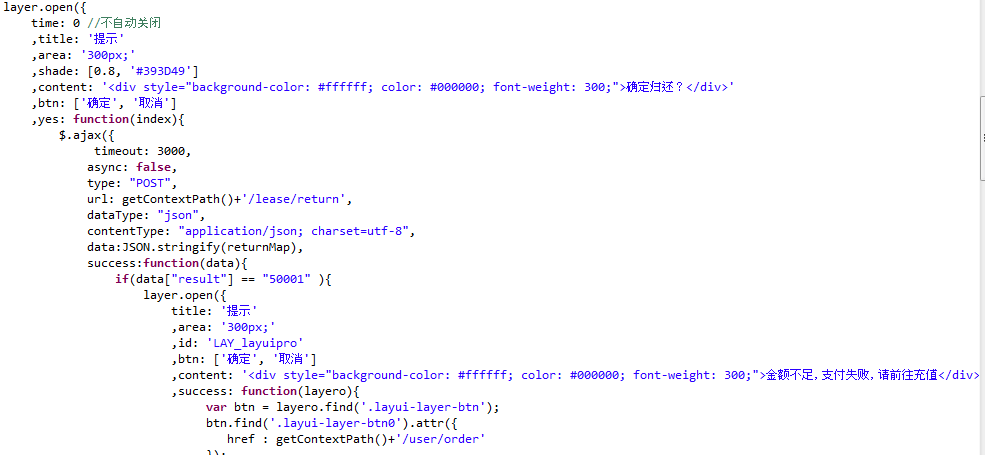 layer.open({
    time: 0 //不自动关闭
    ,title: '提示'
    ,area: '300px;'
    ,shade: [0.8, '#393D49']
    ,content: '<div style="background-color: #ffffff; color: #000000; font-weight: 300;">确定归还？</div>'
    ,btn: ['确定', '取消']
    ,yes: function(index){
        $.ajax({
             timeout: 3000,
            async: false,
            type: "POST",
            url: getContextPath()+'/lease/return',
            dataType: "json",
            contentType: "application/json; charset=utf-8",
            data:JSON.stringify(returnMap),
            success:function(data){
                if(data["result"] == "50001" ){
                    layer.open({
                        title: '提示'
                        ,area: '300px;'
                        ,id: 'LAY_layuipro'
                        ,btn: ['确定', '取消']
                        ,content: '<div style="background-color: #ffffff; color: #000000; font-weight: 300;">金额不足,支付失败,请前往充值</div>
                        ,success: function(layero){
                             var btn = layero.find('.layui-layer-btn');
                             btn.find('.layui-layer-btn0').attr({
                                href : getContextPath()+'/user/order'
                             });